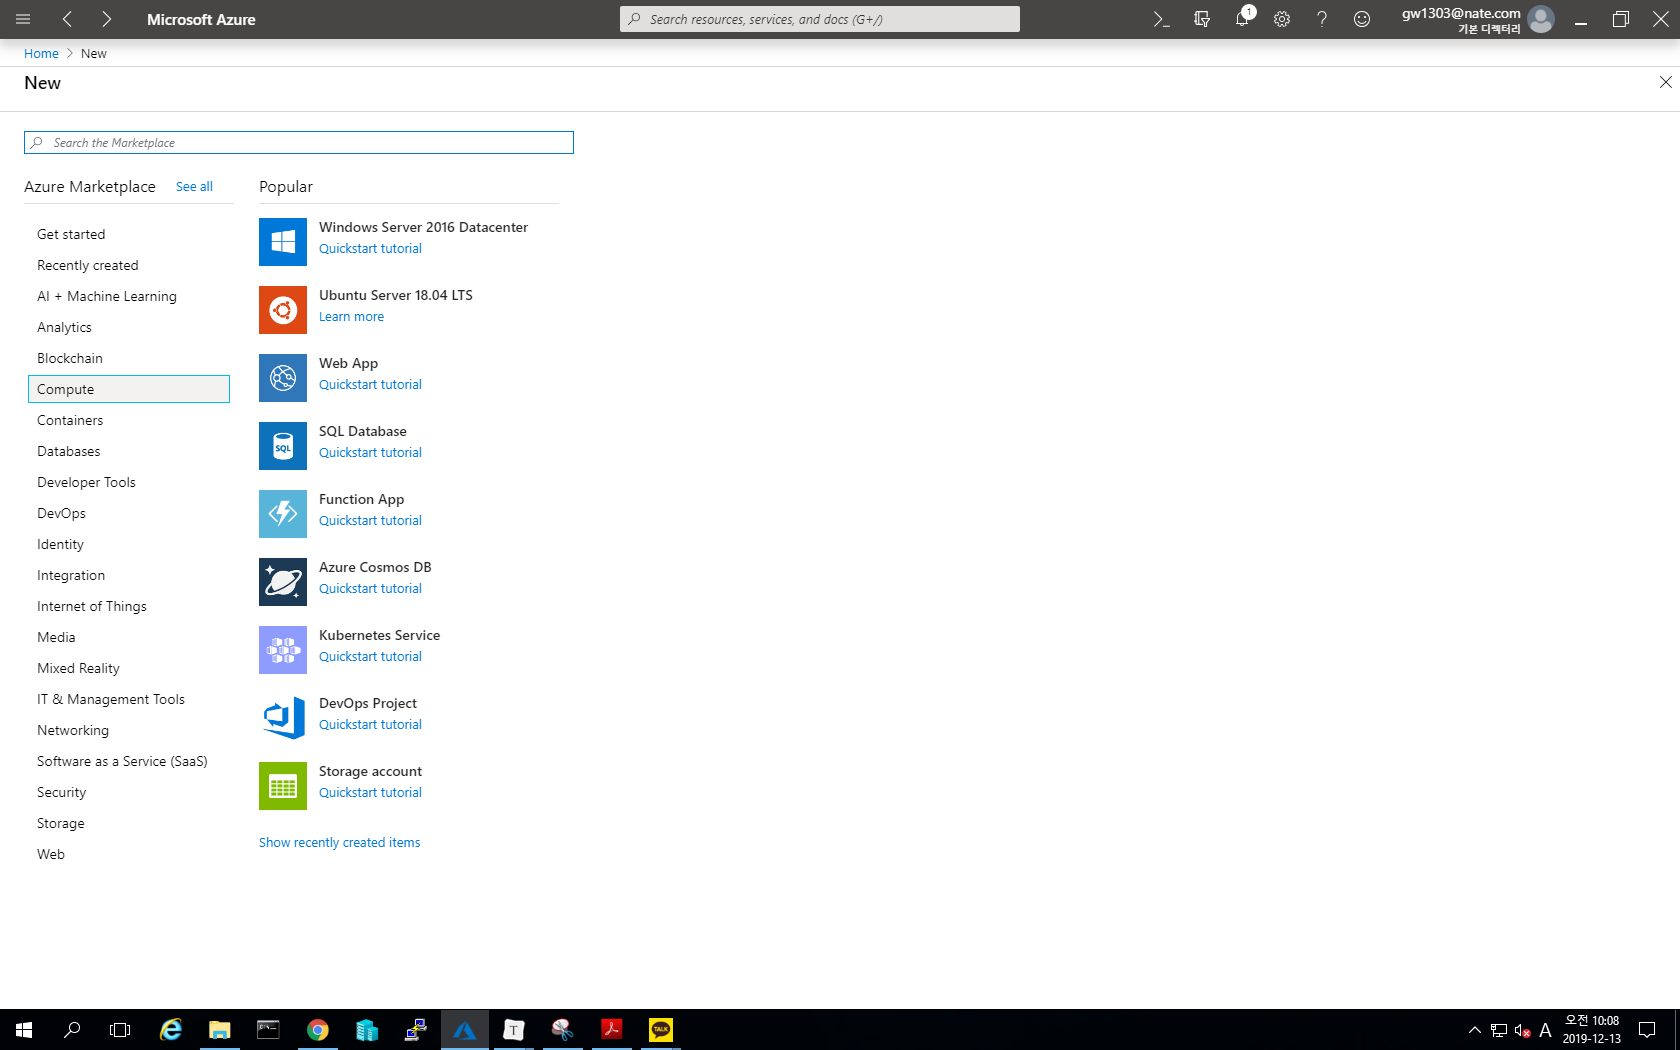 Microsoft Azure
Search resources, services, and docs (G+/)
1
gw1303@nate.com
기본 디렉터리
Home > New
New
Search the Marketplace
Azure Marketplace See all
Get started
Recently created
AI + Machine Learning
Analytics
Blockchain
Compute
Containers
Databases
Developer Tools
DevOps
Identity
Integration
Internet of Things
Media
Mixed Reality
IT & Management Tools
Networking
Software as a Service (SaaS)
Security
Storage
Web
Popular
Windows Server 2016 Datacenter
Quickstart tutorial
Ubuntu Server 18.04 LTS
Learn more
Web App
Quickstart tutorial
SQL
SQL Database
Quickstart tutorial
Function App
Quickstart tutorial
Azure Cosmos DB
Quickstart tutorial
Kubernetes Service
Quickstart tutorial
DevOps Project
Quickstart tutorial
Storage account
Quickstart tutorial
Show recently created items
T
TALK
A
오전 10:08
2019-12-13